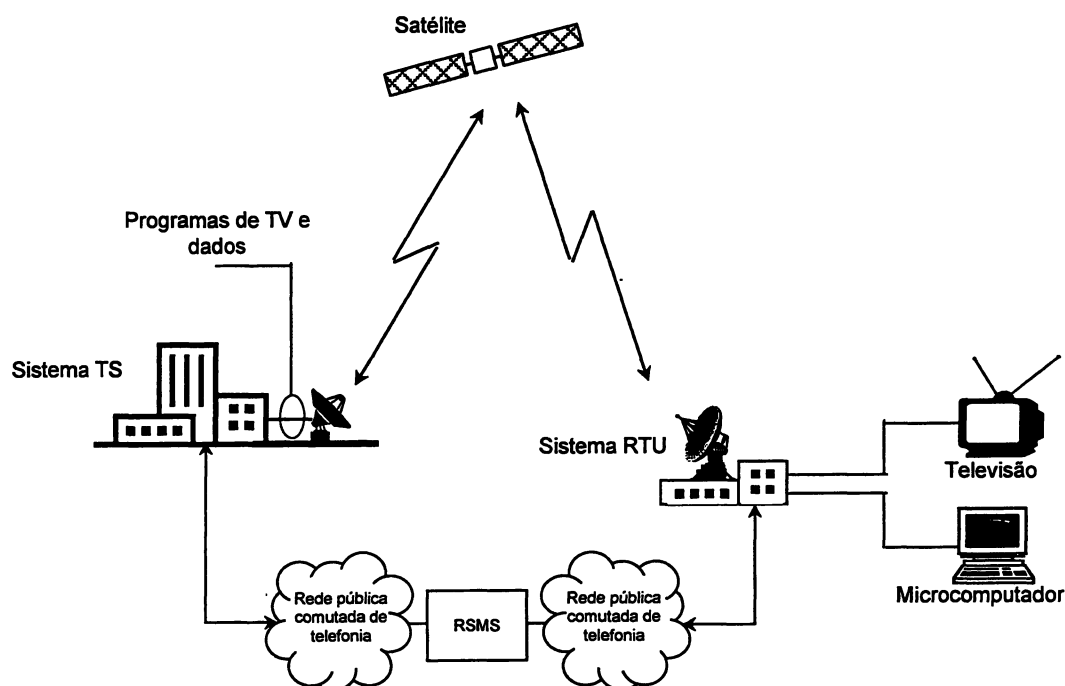 Satélite
Programas de TV e
dados
Sistema TS
Sistema RTU
Televisão
Microcomputador
Rede pública
comutada de
telefonia
RSMS
Rede pública
comutada de
telefonia